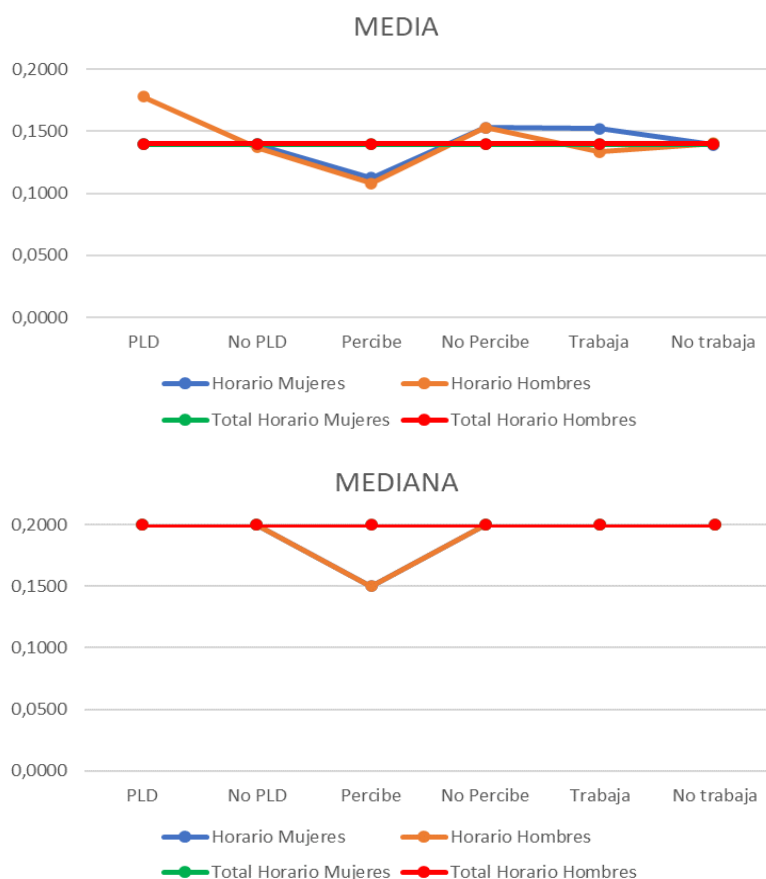 MEDIA
0,2000
0,1500
0,1000
0,0500
0,0000
PLD No PLD Percibe No Percibe Trabaja No trabaja
Horario Mujeres Horario Hombres
Total Horario Mujeres Total Horario Hombres
MEDIANA
0,2000
0,1500
0,1000
0,0500
0,0000
PLD No PLD Percibe No Percibe Trabaja No trabaja
Horario Mujeres Horario Hombres
Total Horario Mujeres Total Horario Hombres